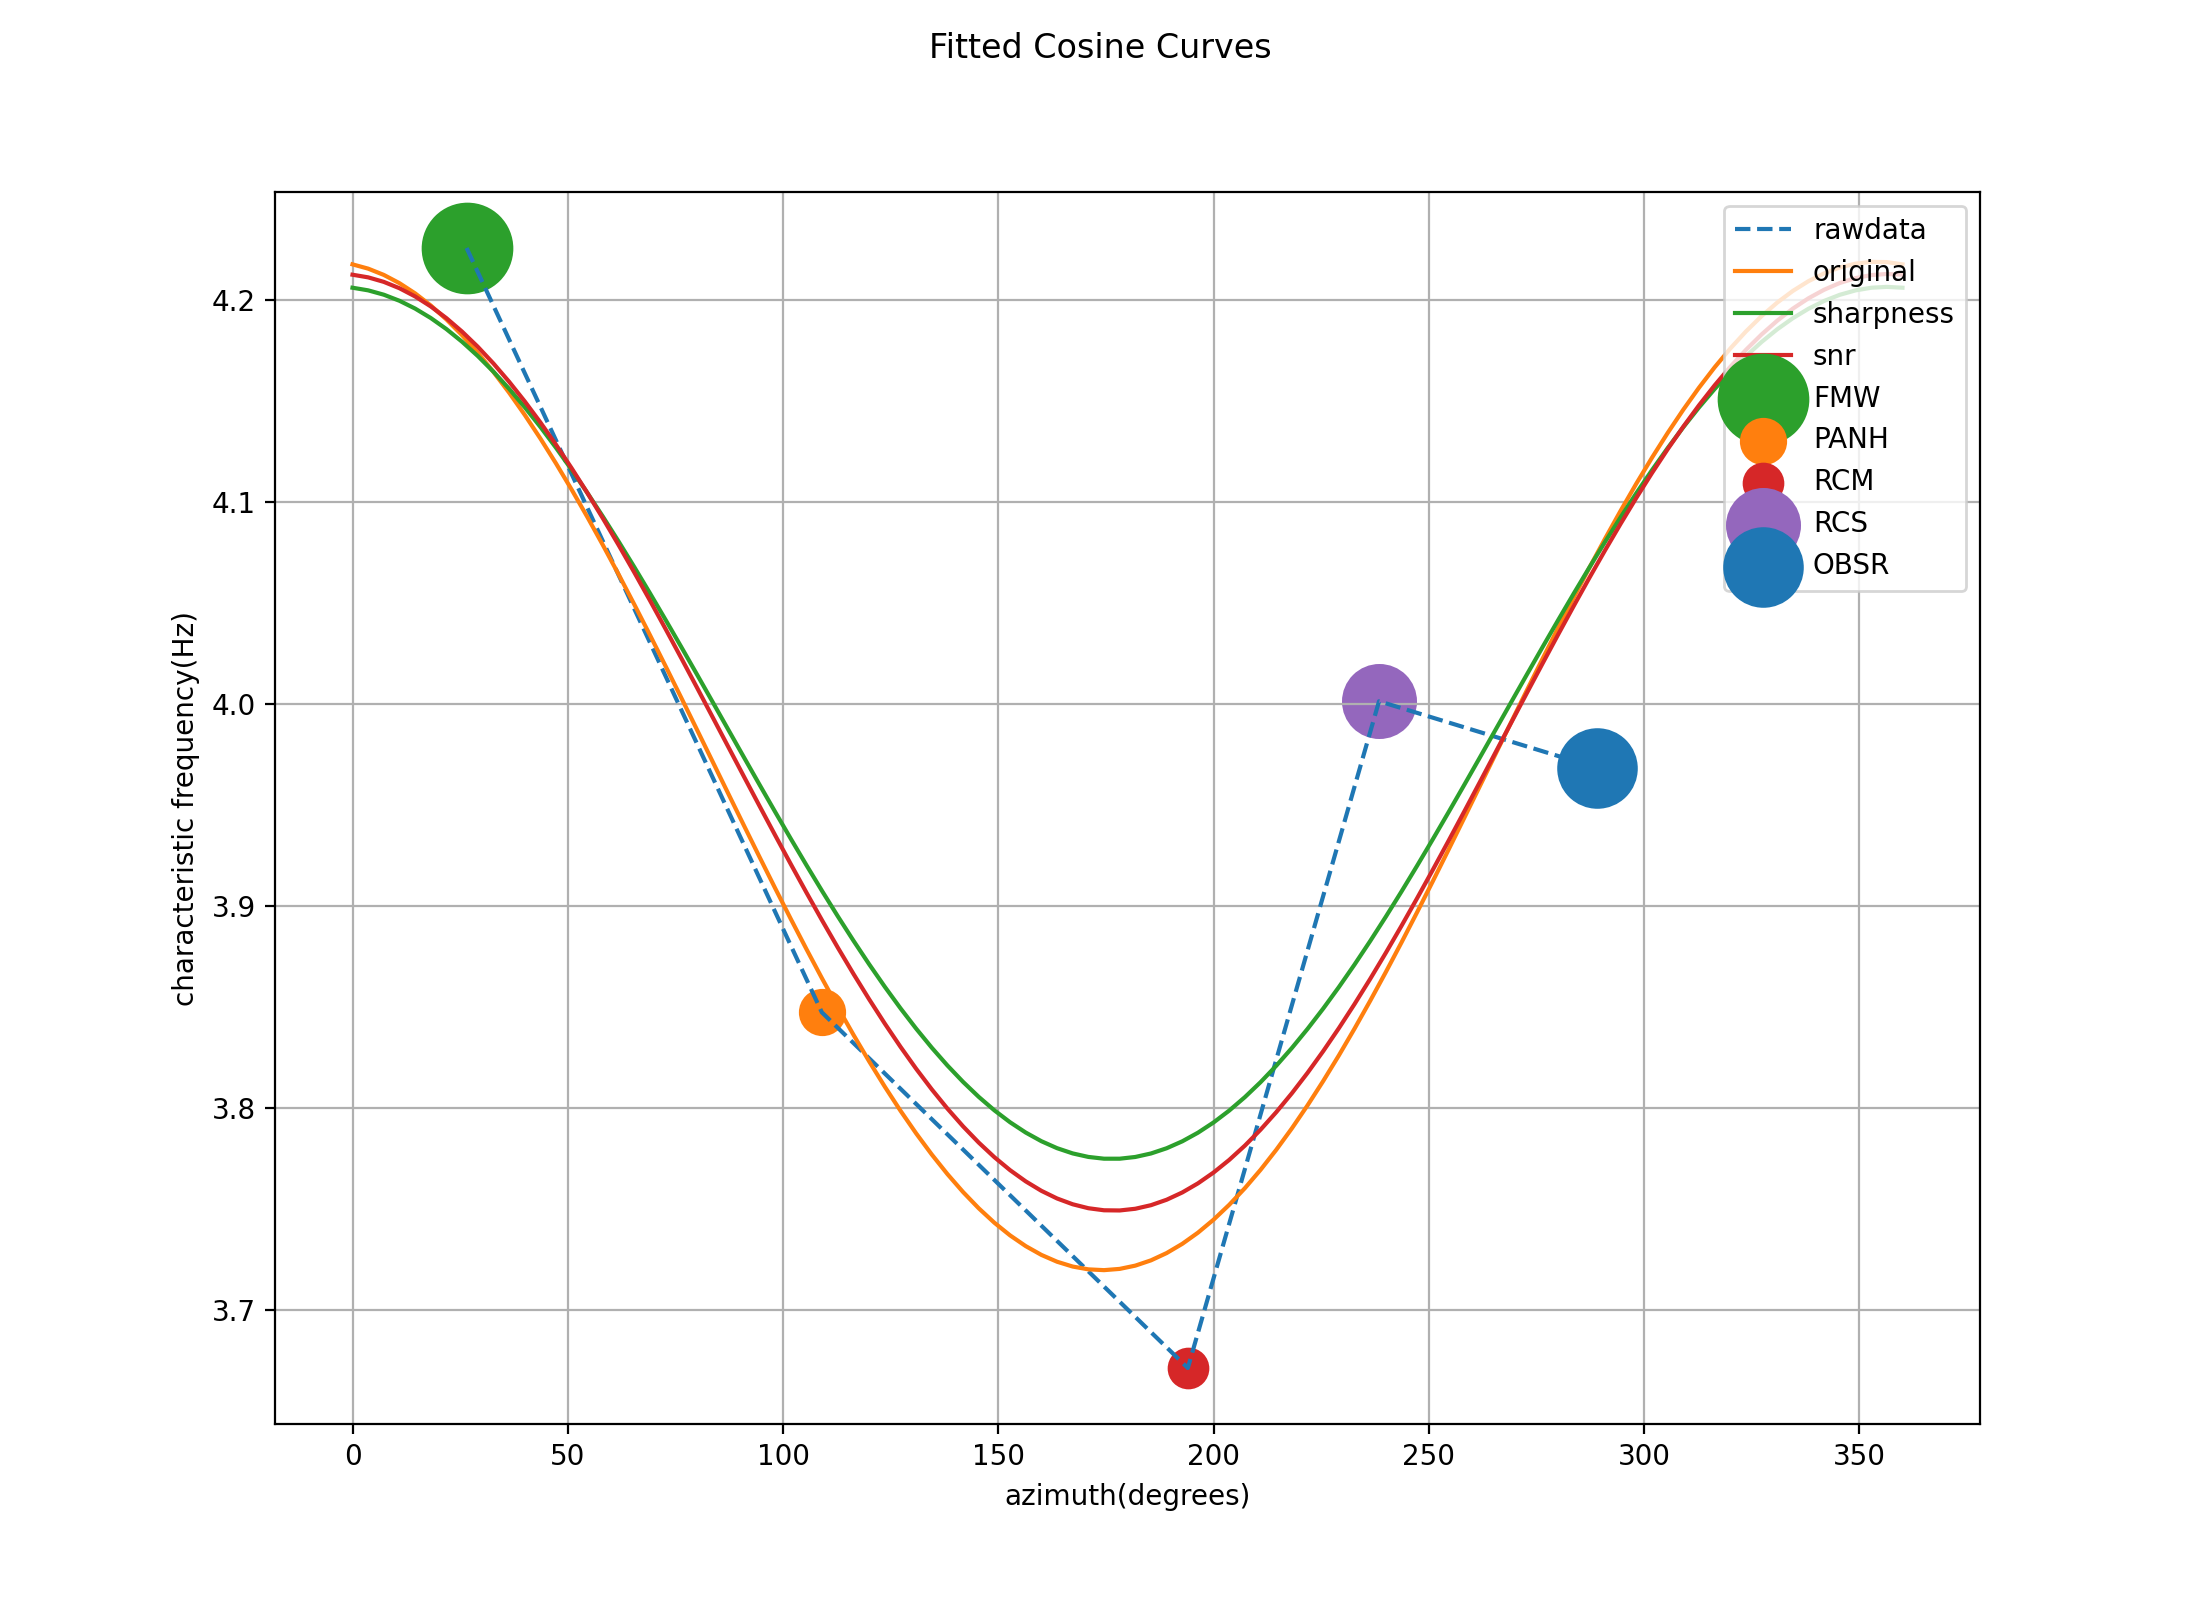 Fitted Cosine Curves
rawdata
original
sharpness
snr
FMW
PANH
RCM
RCS
OBSR
4.2
4.1
4.0
3.9
3.8
3.7
characteristic frequency(Hz)
0 50 100 150 200 250 300 350
azimuth(degrees)